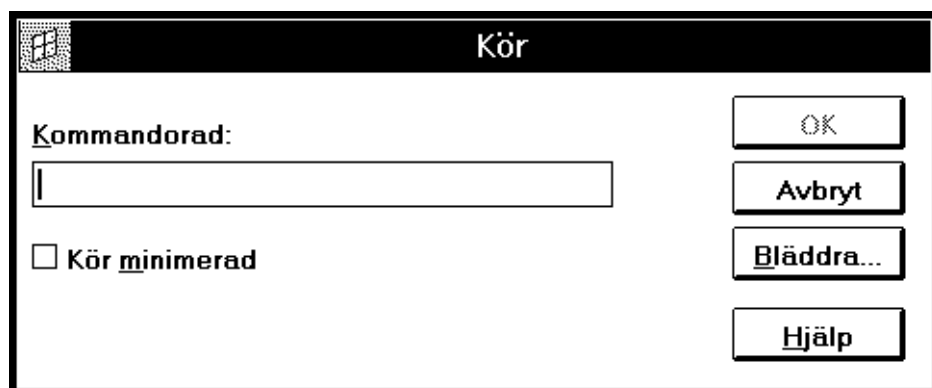 Kör
Kommandorad:
OK
Avbryt
Kör minimerad
Bläddra...
Hjälp